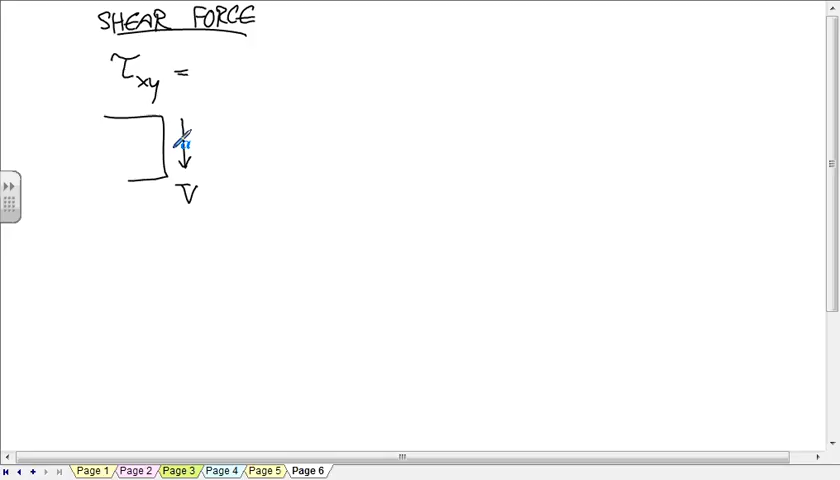 SHEAR FORCE
τxy =
V
Page 1 Page 2 Page 3 Page 4 Page 5 Page 6